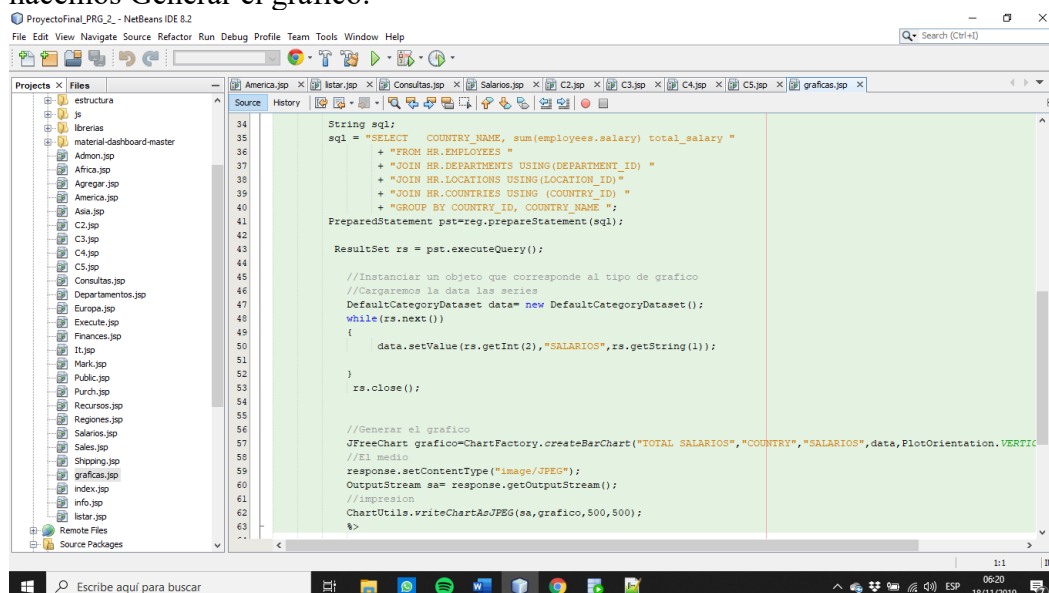 hacemos Generar el grafico.
ProyectoFinal_PRG_2_ - NetBeans IDE 8.2
File Edit View Navigate Source Refactor Run Debug Profile Team Tools Window Help
Search (Ctrl+I)
Projects Files
America.jsp listar.jsp Consultas.jsp Salarios.jsp C2.jsp C3.jsp C4.jsp C5.jsp graficas.jsp
Source History
estructura
js
librerias
material-dashboard-master
Admon.jsp
Africa.jsp
Agregar.jsp
America.jsp
Asia.jsp
C2.jsp
C3.jsp
C4.jsp
C5.jsp
Consultas.jsp
Departamentos.jsp
Europa.jsp
Execute.jsp
Finances.jsp
It.jsp
Mark.jsp
Public.jsp
Purch.jsp
Recursos.jsp
Regiones.jsp
Salarios.jsp
Sales.jsp
Shipping.jsp
graficas.jsp
index.jsp
info.jsp
listar.jsp
Remote Files
Source Packages
34 String sql;
35 sql = "SELECT COUNTRY_NAME, sum(employees.salary) total_salary "
36 + "FROM HR.EMPLOYEES "
37 + "JOIN HR.DEPARTMENTS USING(DEPARTMENT_ID) "
38 + "JOIN HR.LOCATIONS USING(LOCATION_ID)"
39 + "JOIN HR.COUNTRIES USING (COUNTRY_ID) "
40 + "GROUP BY COUNTRY_ID, COUNTRY_NAME ";
41 PreparedStatement pst=reg.prepareStatement(sql);
42
43 ResultSet rs = pst.executeQuery();
44
45 //Instanciar un objeto que corresponde al tipo de grafico
46 //Cargaremos la data las series
47 DefaultCategoryDataset data= new DefaultCategoryDataset();
48 while(rs.next())
49 {
50 data.setValue(rs.getInt(2),"SALARIOS",rs.getString(1));
51
52 }
53 rs.close();
54
55
56 //Generar el grafico
57 JFreeChart grafico=ChartFactory.createBarChart("TOTAL SALARIOS","COUNTRY","SALARIOS",data,PlotOrientation.VERTIC
58 //El medio
59 response.setContentType("image/JPEG");
60 OutputStream sa= response.getOutputStream();
61 //impresion
62 ChartUtils.writeChartAsJPEG(sa,grafico,500,500);
63 %>
1:1
Escribe aquí para buscar
ESP
06:20
18/11/2019